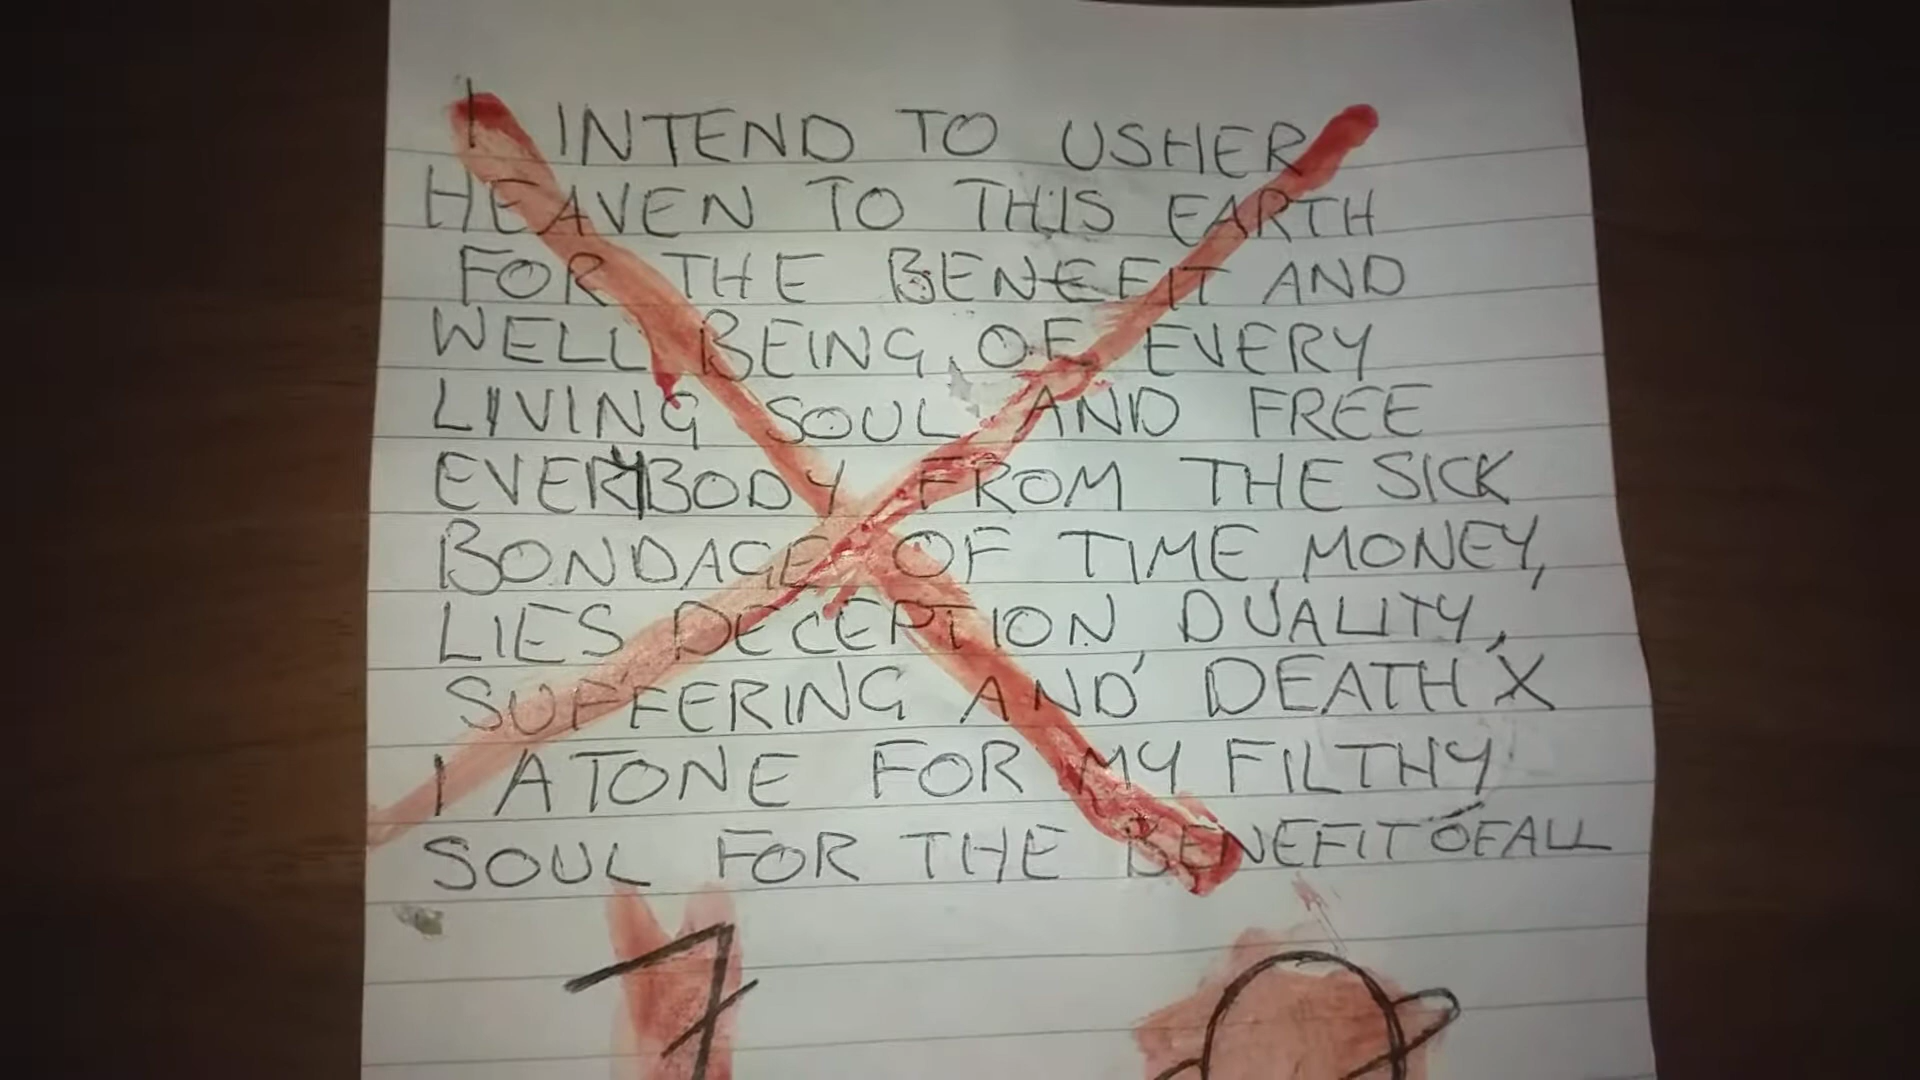 I INTEND TO USHER
HEAVEN TO THIS EARTH
FOR THE BENEFIT AND
WELL BEING OF EVERY
LIVING SOUL AND FREE
EVERYBODY FROM THE SICK
BONDAGE OF TIME, MONEY,
LIES DECEPTION, DUALITY,
SUFFERING AND DEATH X
I ATONE FOR MY FILTHY
SOUL FOR THE BENEFIT OF ALL